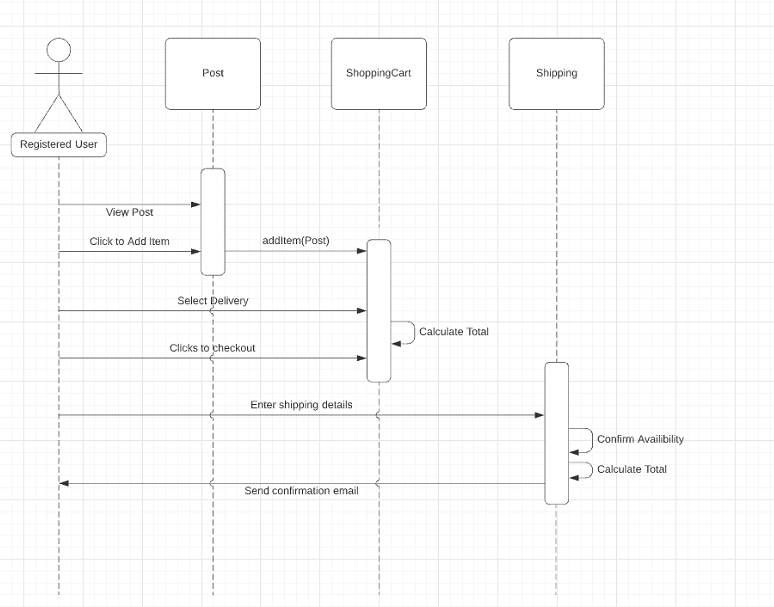 Post
ShoppingCart
Shipping
Registered User
View Post
Click to Add Item
addItem(Post)
Select Delivery
Calculate Total
Clicks to checkout
Enter shipping details
Confirm Availibility
Calculate Total
Send confirmation email